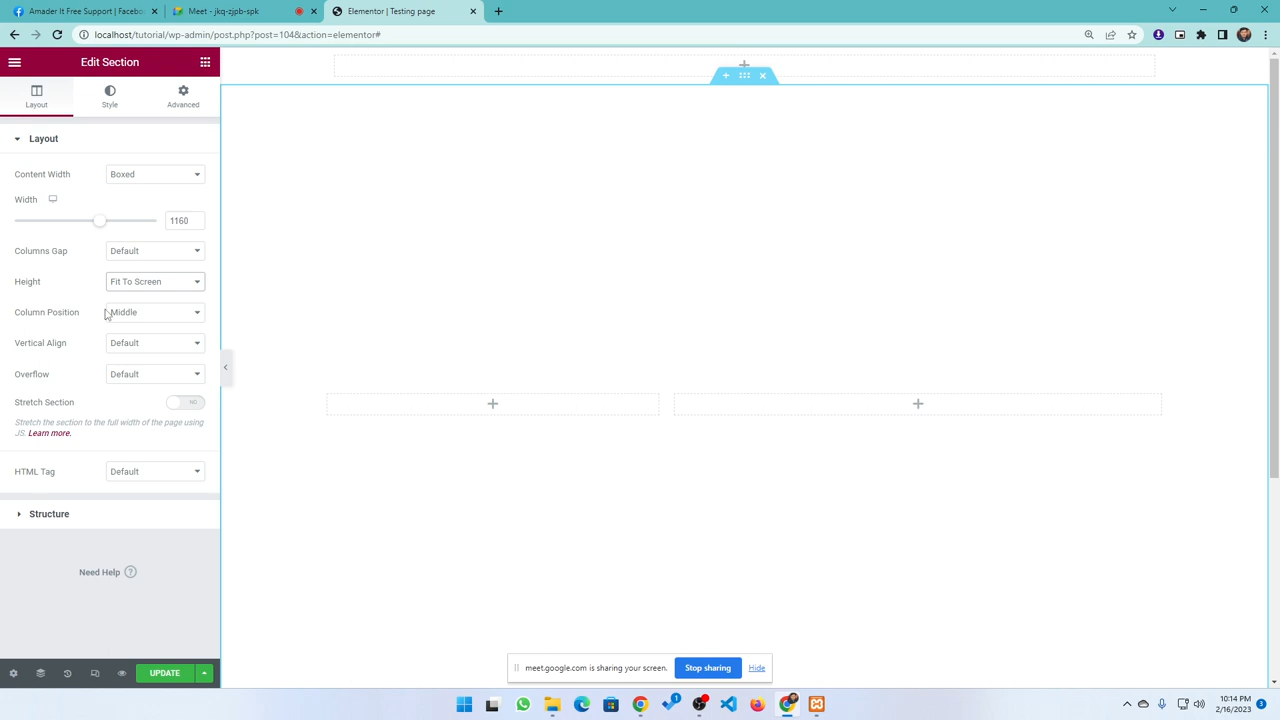 Amader It Free Support | Facebo
Meet - jkq-zpjb-zpk
Elementor | Testing page
localhost/tutorial/wp-admin/post.php?post=104&action=elementor#
Edit Section
Layout
Style
Advanced
Layout
Content Width
Boxed
Width
1160
Columns Gap
Default
Height
Fit To Screen
Column Position
Middle
Vertical Align
Default
Overflow
Default
Stretch Section
NO
Stretch the section to the full width of the page using
JS. Learn more.
HTML Tag
Default
Structure
Need Help
UPDATE
meet.google.com is sharing your screen.
Stop sharing
Hide
1
10:14 PM
2/16/2023
3